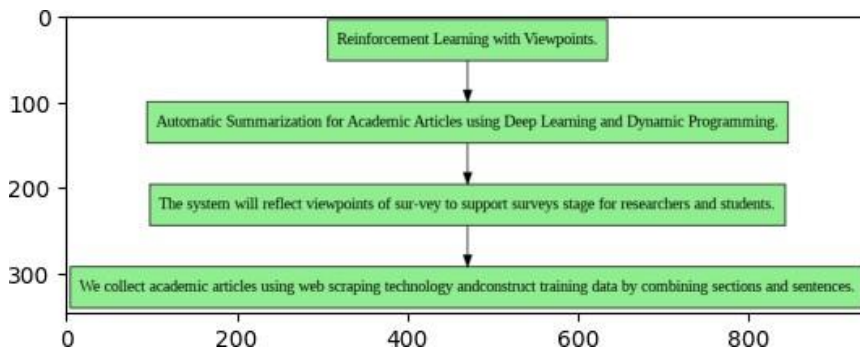 0
Reinforcement Learning with Viewpoints.
100
Automatic Summarization for Academic Articles using Deep Learning and Dynamic Programming.
200
The system will reflect viewpoints of sur-vey to support surveys stage for researchers and students.
300
We collect academic articles using web scraping technology andconstruct training data by combining sections and sentences.
0 200 400 600 800